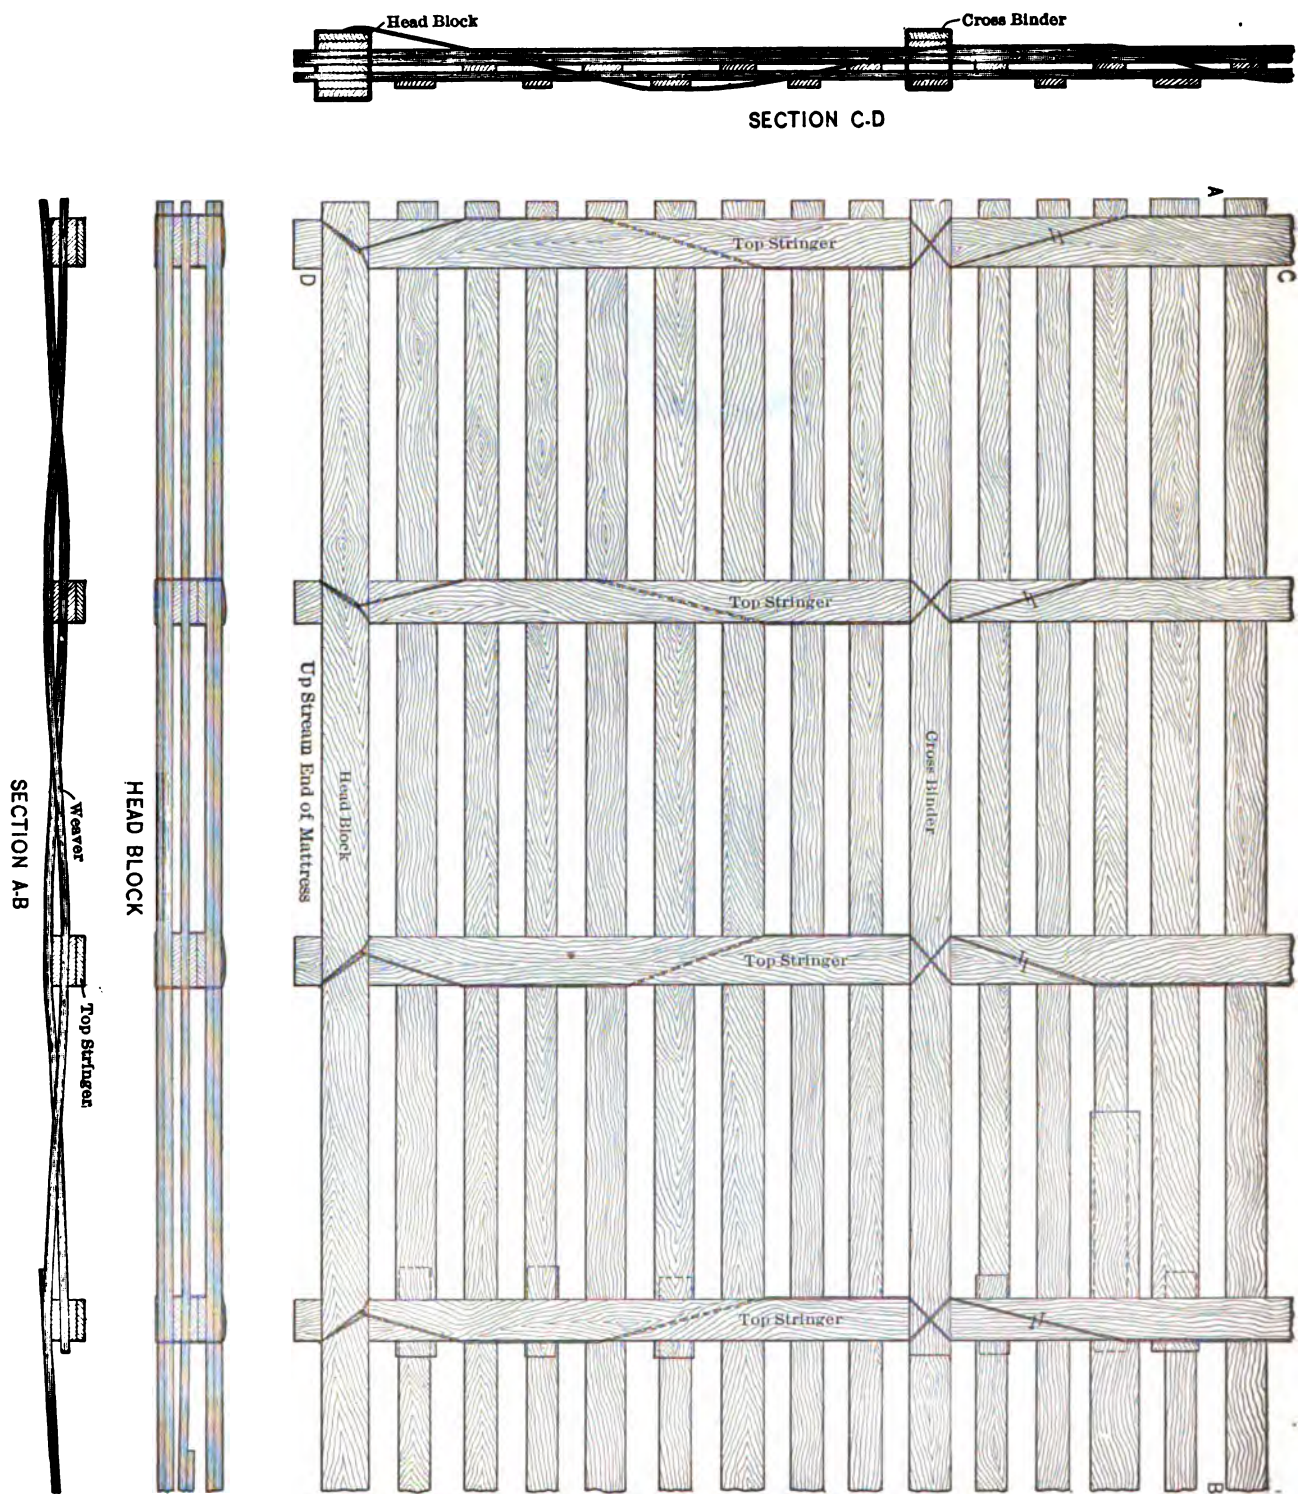 Head Block
Cross Binder
SECTION C-D
A
Top Stringer
D
C
Top Stringer
Up Stream End of Mattress
Head Block
Cross Binder
Weaver
HEAD BLOCK
SECTION A-B
Top Stringer
Top Stringer
Top Stringer
B